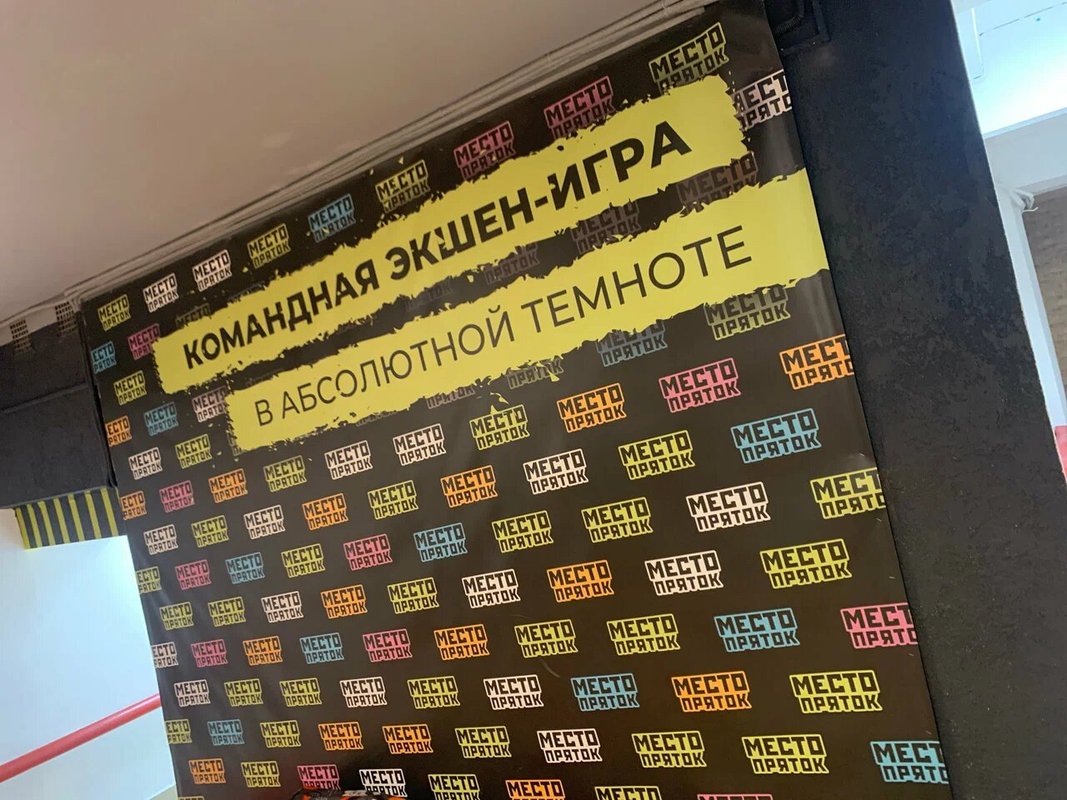 КОМАНДНАЯ ЭКШЕН-ИГРА
В АБСОЛЮТНОЙ ТЕМНОТЕ
МЕСТО
ПРЯТОК